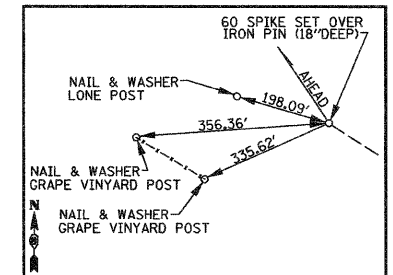 60 SPIKE SET OVER
IRON PIN (18"DEEP)
NAIL & WASHER
LONE POST
AHEAD
198.09'
356.36'
335.62'
NAIL & WASHER
GRAPE VINYARD POST
NAIL & WASHER
GRAPE VINYARD POST
N